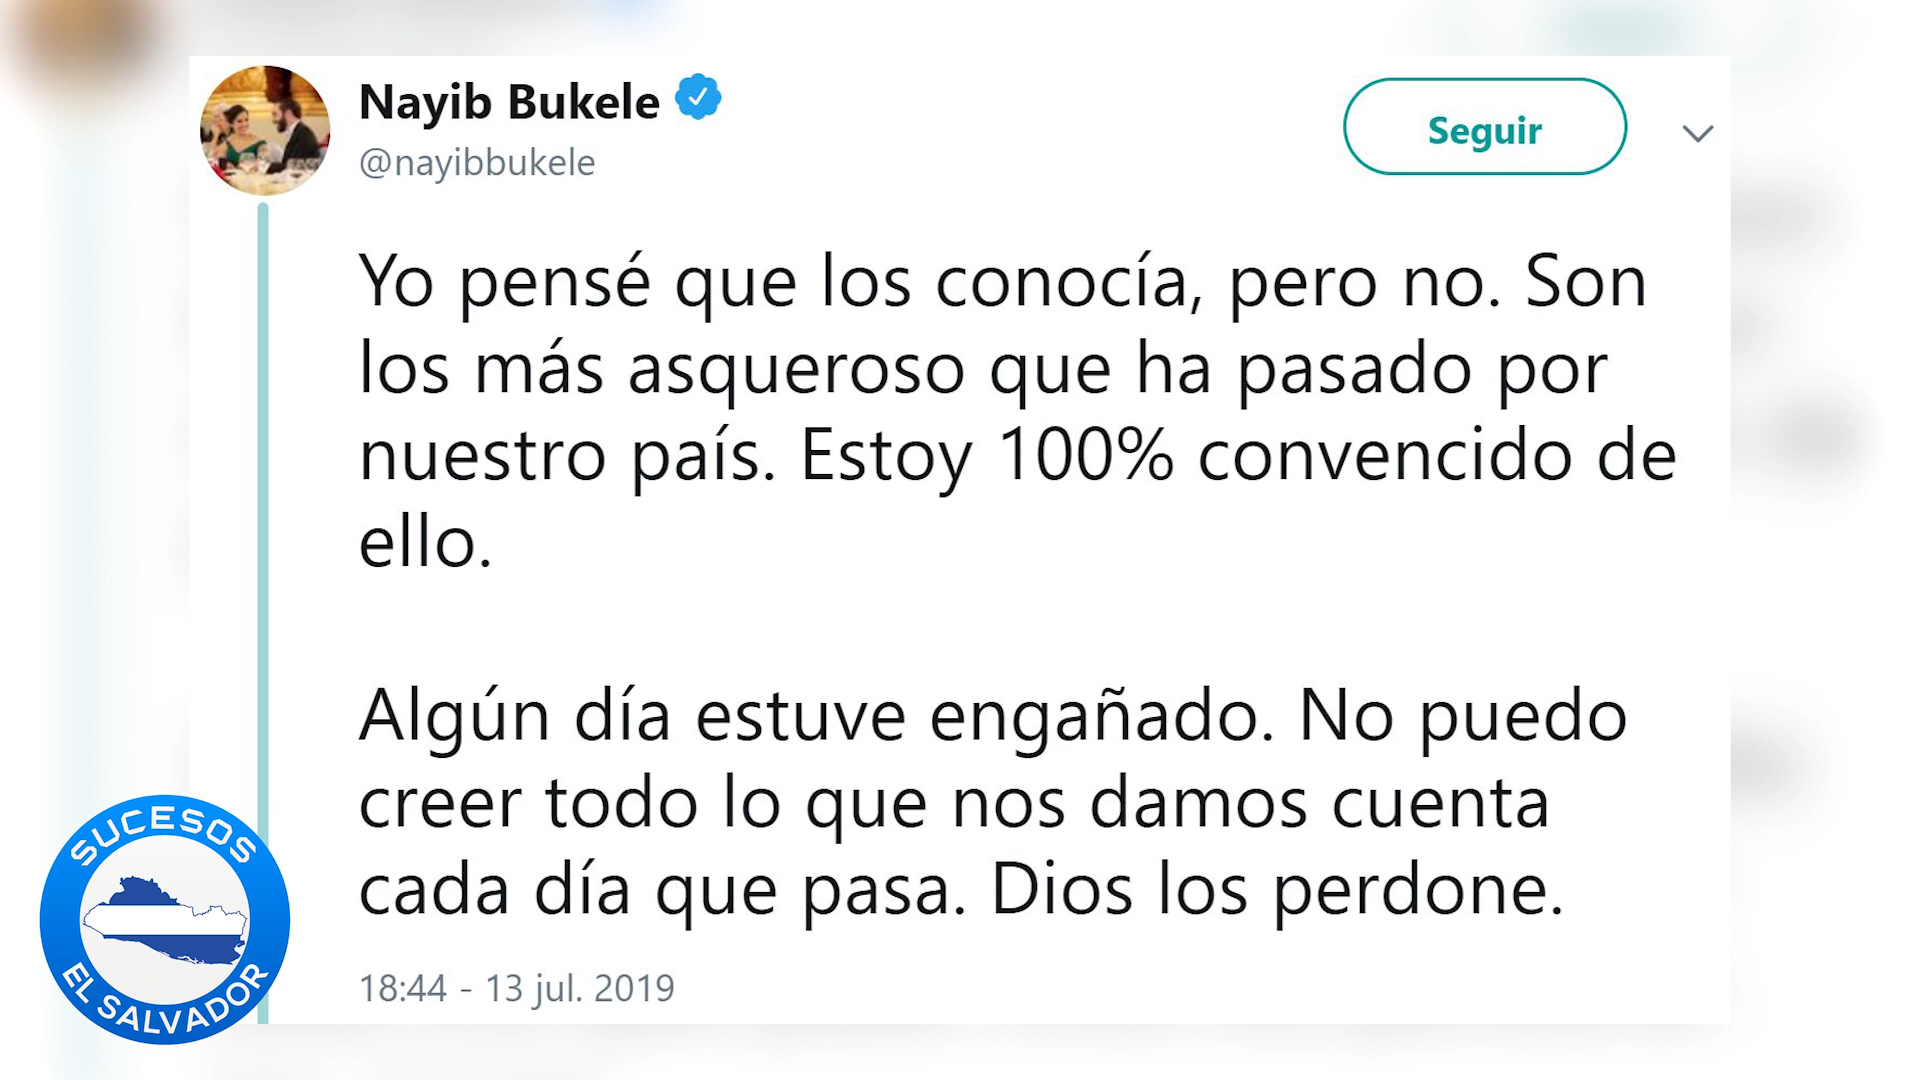 Nayib Bukele
@nayibbukele
Seguir
Yo pensé que los conocía, pero no. Son
los más asqueroso que ha pasado por
nuestro país. Estoy 100% convencido de
ello.
Algún día estuve engañado. No puedo
creer todo lo que nos damos cuenta
cada día que pasa. Dios los perdone.
18:44 - 13 jul. 2019
SUCESOS
EL SALVADOR